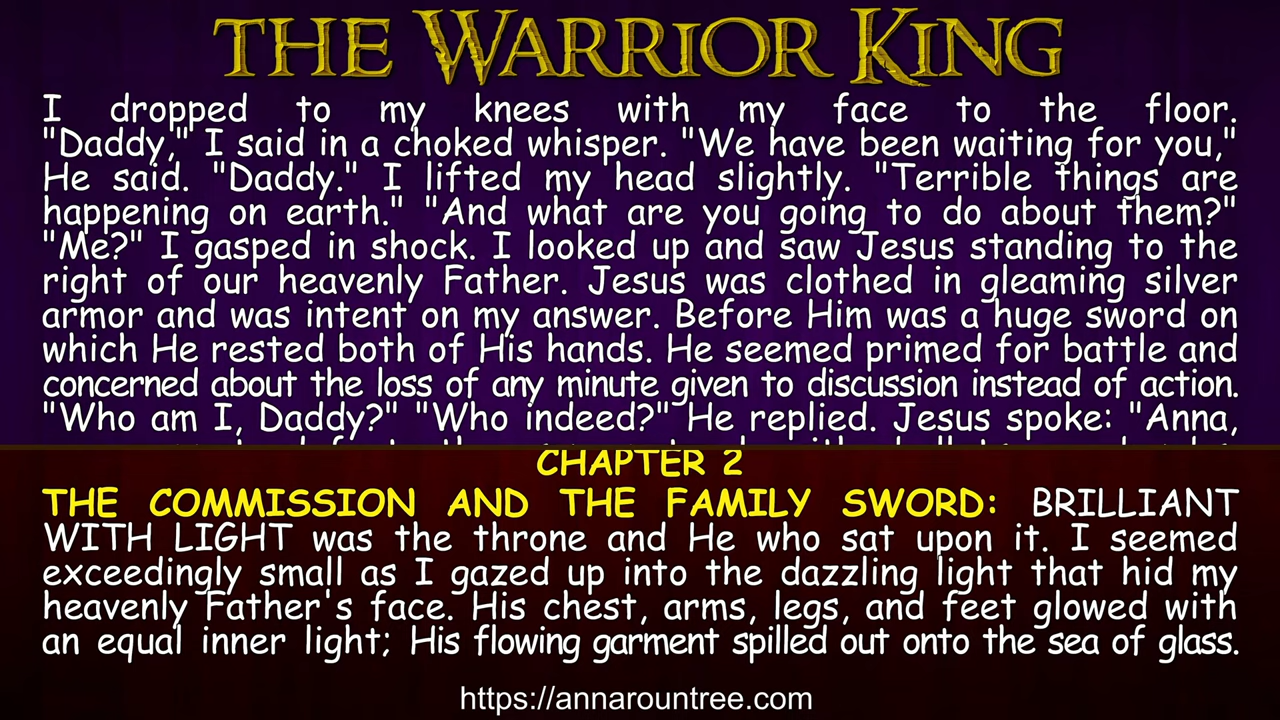 THE WARRIOR KING
I dropped to my knees with my face to the floor.
"Daddy," I said in a choked whisper. "We have been waiting for you,"
He said. "Daddy." I lifted my head slightly. "Terrible things are
happening on earth." "And what are you going to do about them?"
"Me?" I gasped in shock. I looked up and saw Jesus standing to the
right of our heavenly Father. Jesus was clothed in gleaming silver
armor and was intent on my answer. Before Him was a huge sword on
which He rested both of His hands. He seemed primed for battle and
concerned about the loss of any minute given to discussion instead of action.
"Who am I, Daddy?" "Who indeed?" He replied. Jesus spoke: "Anna,
CHAPTER 2
THE COMMISSION AND THE FAMILY SWORD: BRILLIANT
WITH LIGHT was the throne and He who sat upon it. I seemed
exceedingly small as I gazed up into the dazzling light that hid my
heavenly Father's face. His chest, arms, legs, and feet glowed with
an equal inner light; His flowing garment spilled out onto the sea of glass.
https://annarountree.com